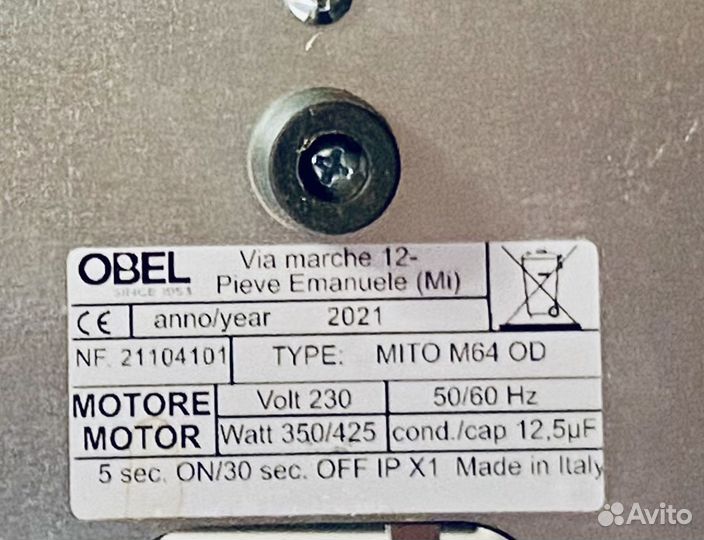 OBEL
SINCE 1953
Via marche 12-
Pieve Emanuele (Mi)
CE anno/year 2021
NF. 21104101 TYPE: MITO M64 OD
MOTORE Volt 230 50/60 Hz
MOTOR Watt 350/425 cond./cap 12,5µF
5 sec. ON/30 sec. OFF IP X1 Made in Italy
Avito